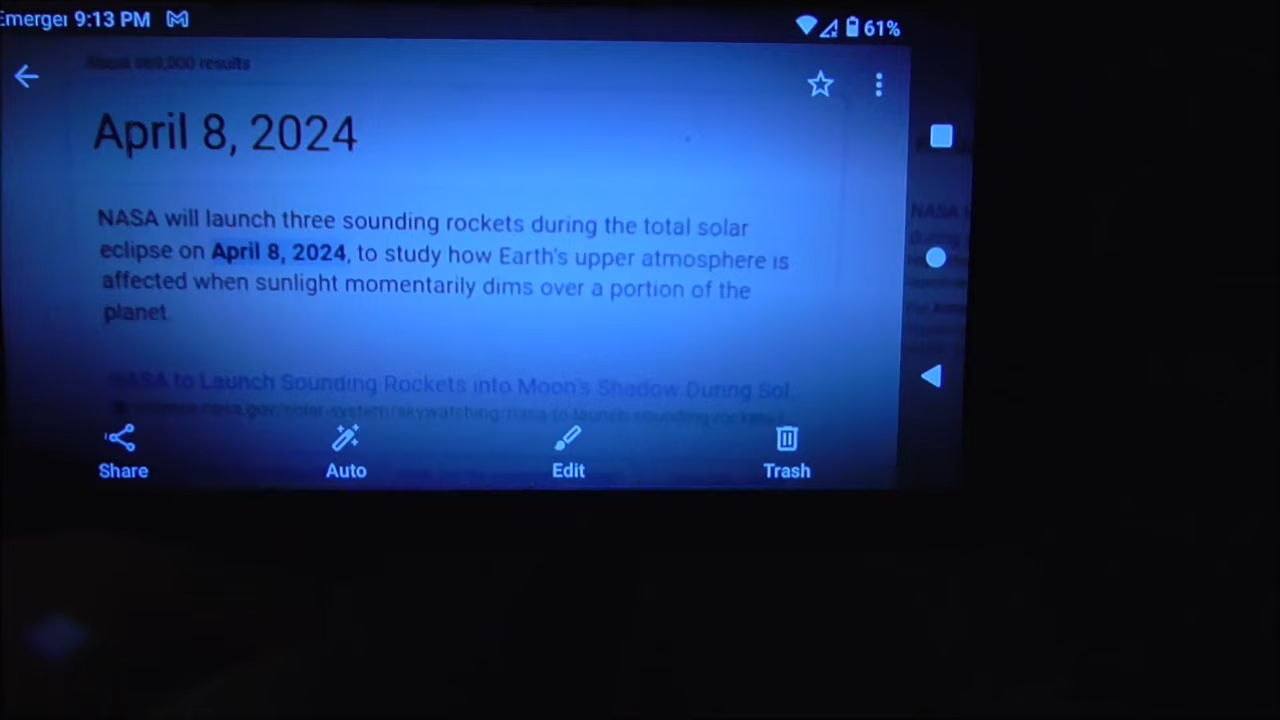 9:13 PM
61%
results
April 8, 2024
NASA will launch three sounding rockets during the total solar
eclipse on April 8, 2024, to study how Earth's upper atmosphere is
affected when sunlight momentarily dims over a portion of the
planet.
NASA to Launch Sounding Rockets into Moon's Shadow During Sol
Share
Auto
Edit
Trash